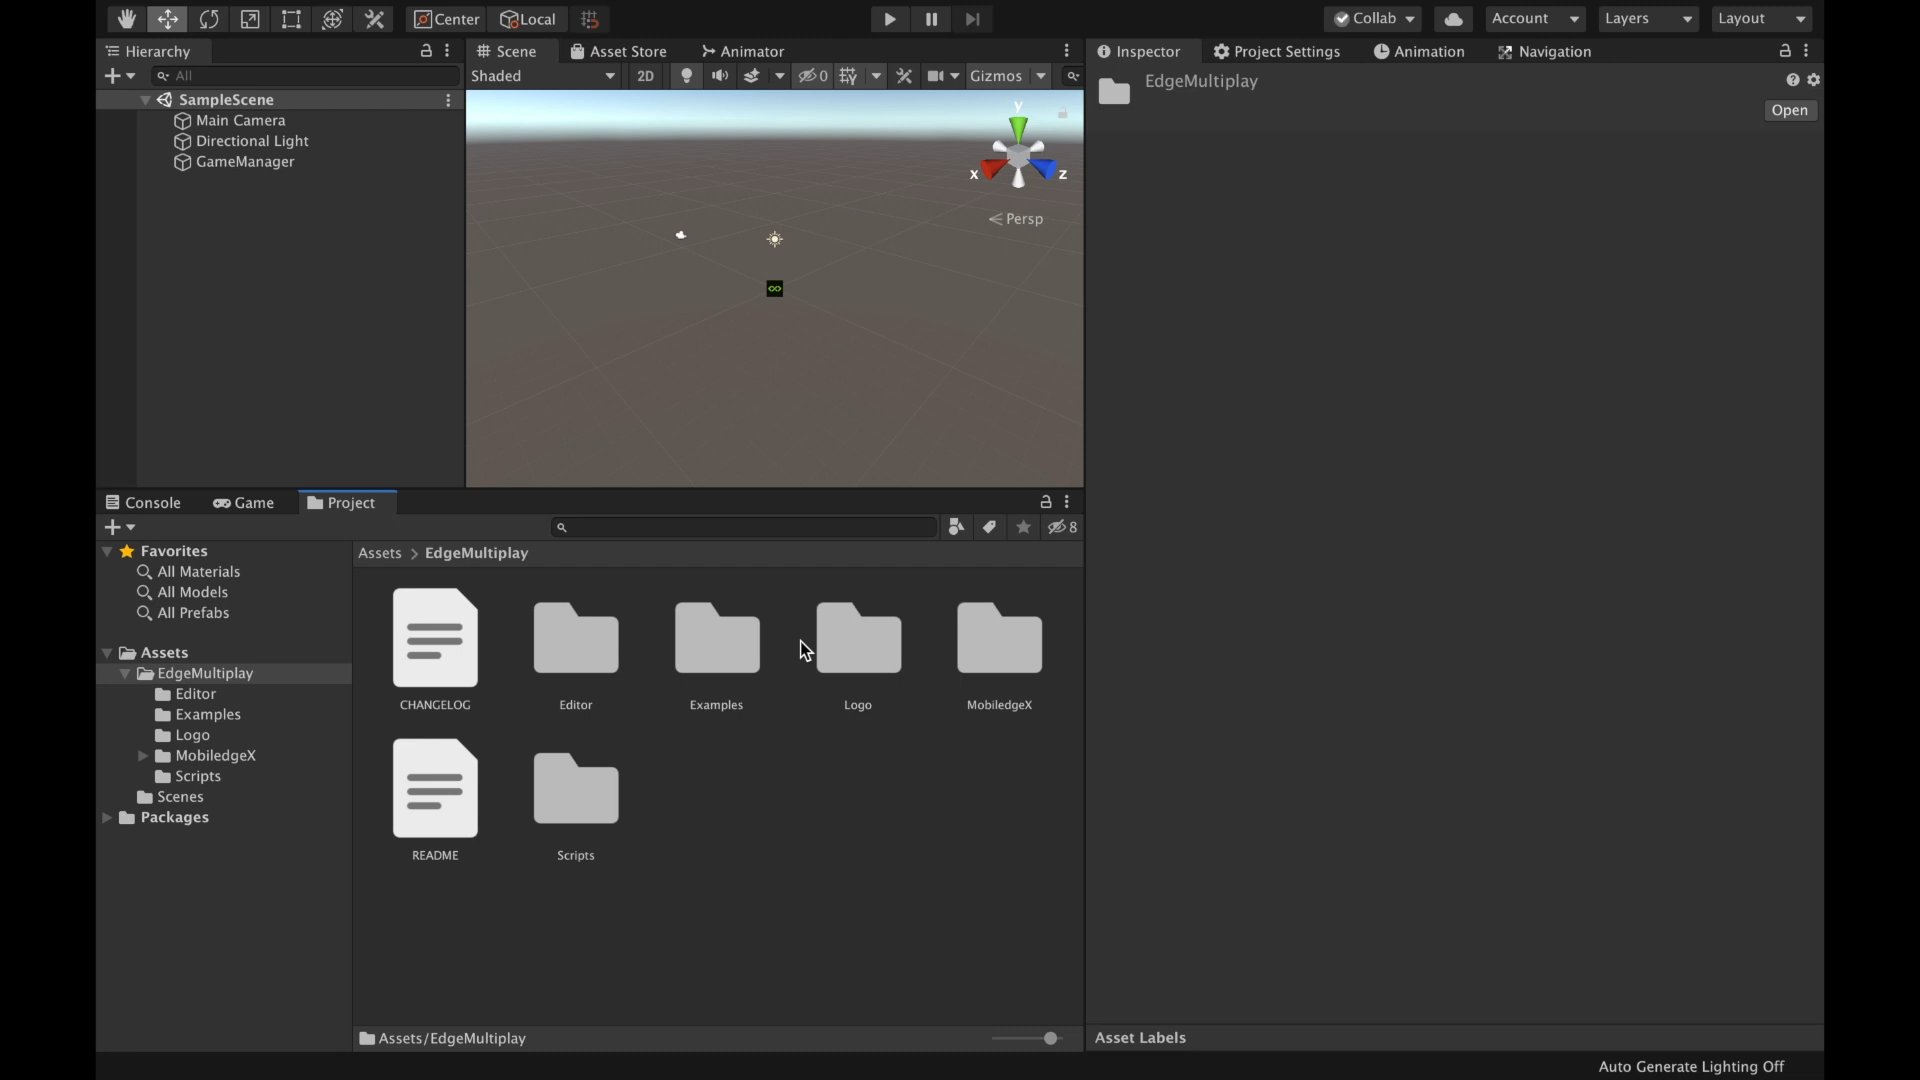 Center
Local
Collab
Account
Layers
Layout
Hierarchy
Scene
Asset Store
Animator
Inspector
Project Settings
Animation
Navigation
All
Shaded
2D
0
Gizmos
EdgeMultiplay
Open
SampleScene
Main Camera
Directional Light
GameManager
y
x
z
Persp
Console
Game
Project
8
Favorites
All Materials
All Models
All Prefabs
Assets
EdgeMultiplay
Editor
Examples
Logo
MobiledgeX
Scripts
Scenes
Packages
Assets > EdgeMultiplay
CHANGELOG
Editor
Examples
Logo
MobiledgeX
README
Scripts
Assets/EdgeMultiplay
Asset Labels
Auto Generate Lighting Off